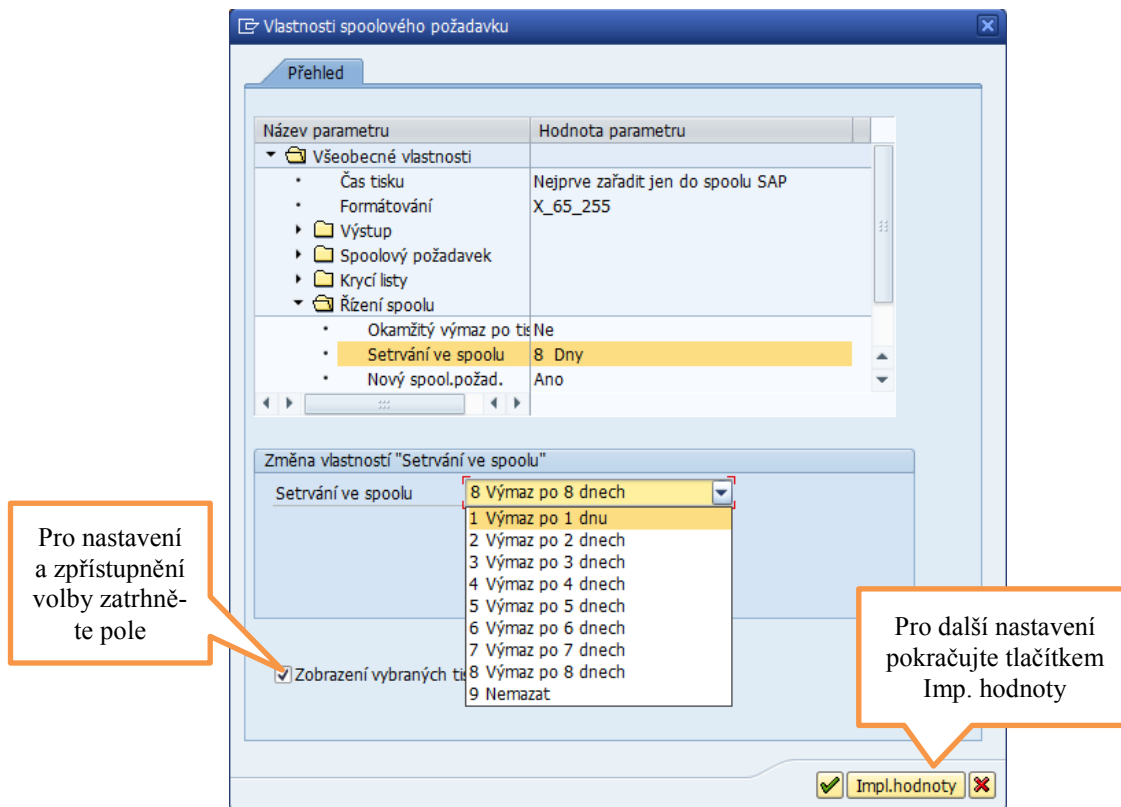 Vlastnosti spoolového požadavku
Přehled
Název parametru Hodnota parametru
Všeobecné vlastnosti
Čas tisku Nejprve zařadit jen do spoolu SAP
Formátování X_65_255
Výstup
Spoolový požadavek
Krycí listy
Řízení spoolu
Okamžitý výmaz po tis Ne
Setrvání ve spoolu 8 Dny
Nový spool.požad. Ano
Změna vlastností "Setrvání ve spoolu"
Setrvání ve spoolu 8 Výmaz po 8 dnech
1 Výmaz po 1 dnu
2 Výmaz po 2 dnech
3 Výmaz po 3 dnech
4 Výmaz po 4 dnech
5 Výmaz po 5 dnech
6 Výmaz po 6 dnech
7 Výmaz po 7 dnech
8 Výmaz po 8 dnech
9 Nemazat
Zobrazení vybraných tis
Pro nastavení
a zpřístupnění
volby zatrhně-
te pole
Pro další nastavení
pokračujte tlačítkem
Imp. hodnoty
Impl.hodnoty